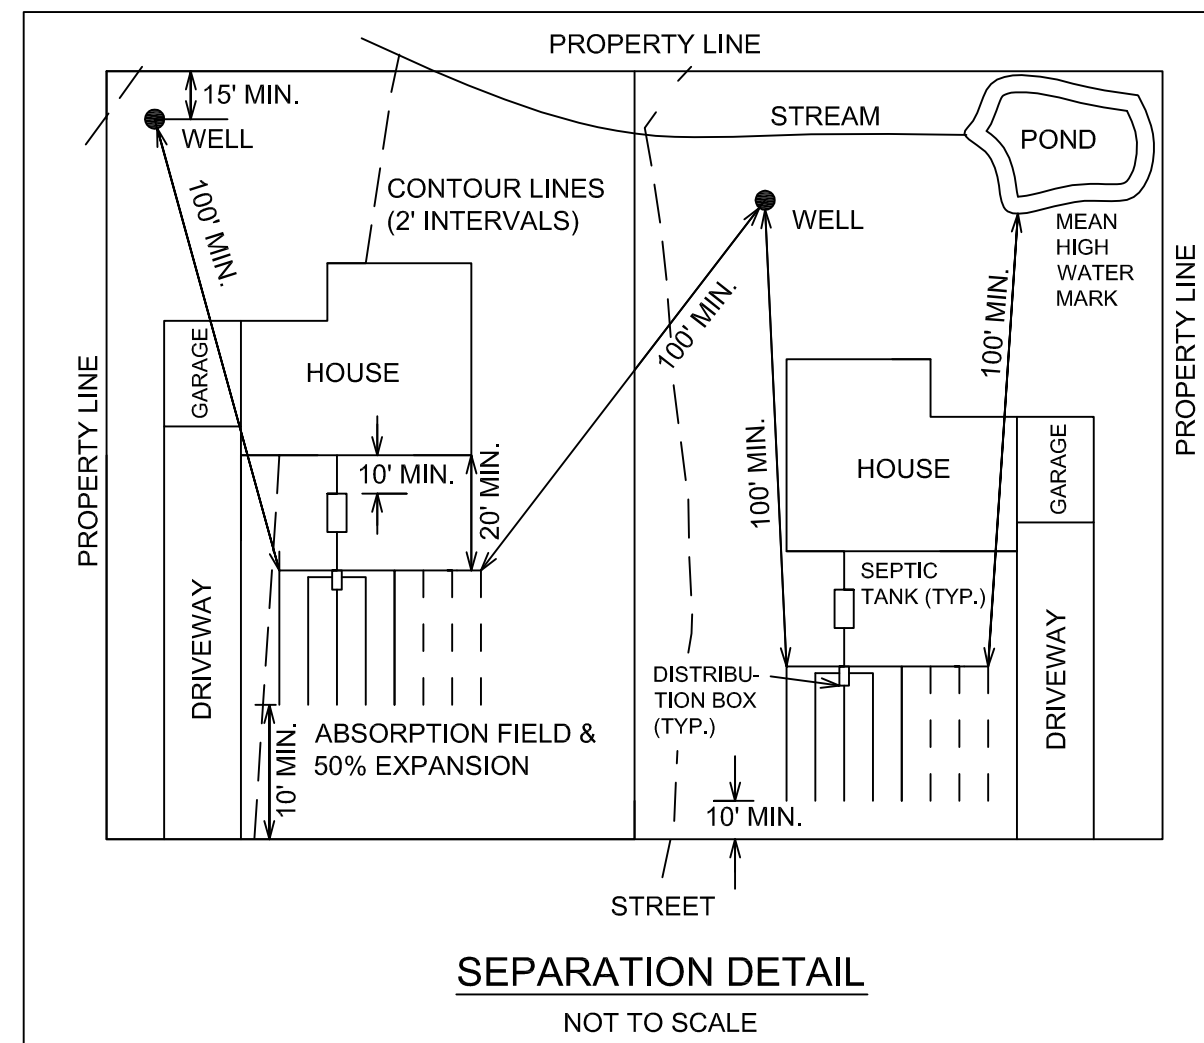 PROPERTY LINE
15' MIN.
WELL
STREAM
POND
100' MIN.
CONTOUR LINES
(2' INTERVALS)
WELL
MEAN
HIGH
WATER
MARK
PROPERTY LINE
PROPERTY LINE
GARAGE
HOUSE
100' MIN.
100' MIN.
100' MIN.
10' MIN.
20' MIN.
HOUSE
GARAGE
SEPTIC
TANK (TYP.)
DRIVEWAY
DISTRIBU-
TION BOX
(TYP.)
DRIVEWAY
ABSORPTION FIELD &
50% EXPANSION
10' MIN.
10' MIN.
STREET
SEPARATION DETAIL
NOT TO SCALE